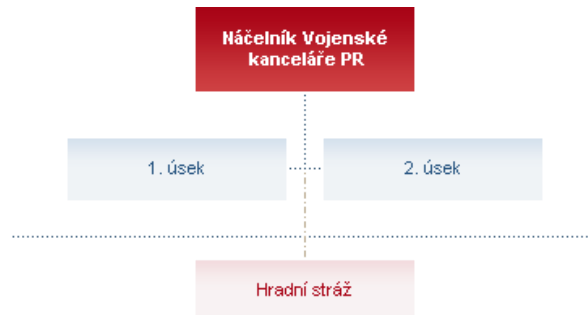 Náčelník Vojenské
kanceláře PR
1. úsek
2. úsek
Hradní stráž